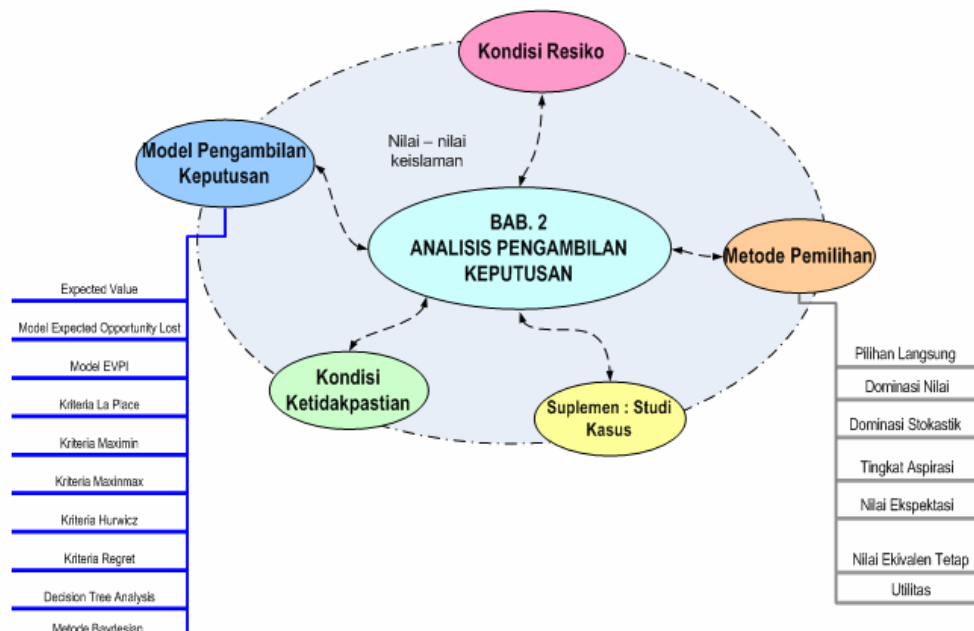 Kondisi Resiko
Nilai – nilai
keislaman
Model Pengambilan
Keputusan
BAB. 2
ANALISIS PENGAMBILAN
KEPUTUSAN
Metode Pemilihan
Kondisi
Ketidakpastian
Suplemen : Studi
Kasus
Expected Value
Model Expected Opportunity Lost
Model EVPI
Kriteria La Place
Kriteria Maximin
Kriteria Maxinmax
Kriteria Hurwicz
Kriteria Regret
Decision Tree Analysis
Metode Baydesian
Pilihan Langsung
Dominasi Nilai
Dominasi Stokastik
Tingkat Aspirasi
Nilai Ekspektasi
Nilai Ekivalen Tetap
Utilitas